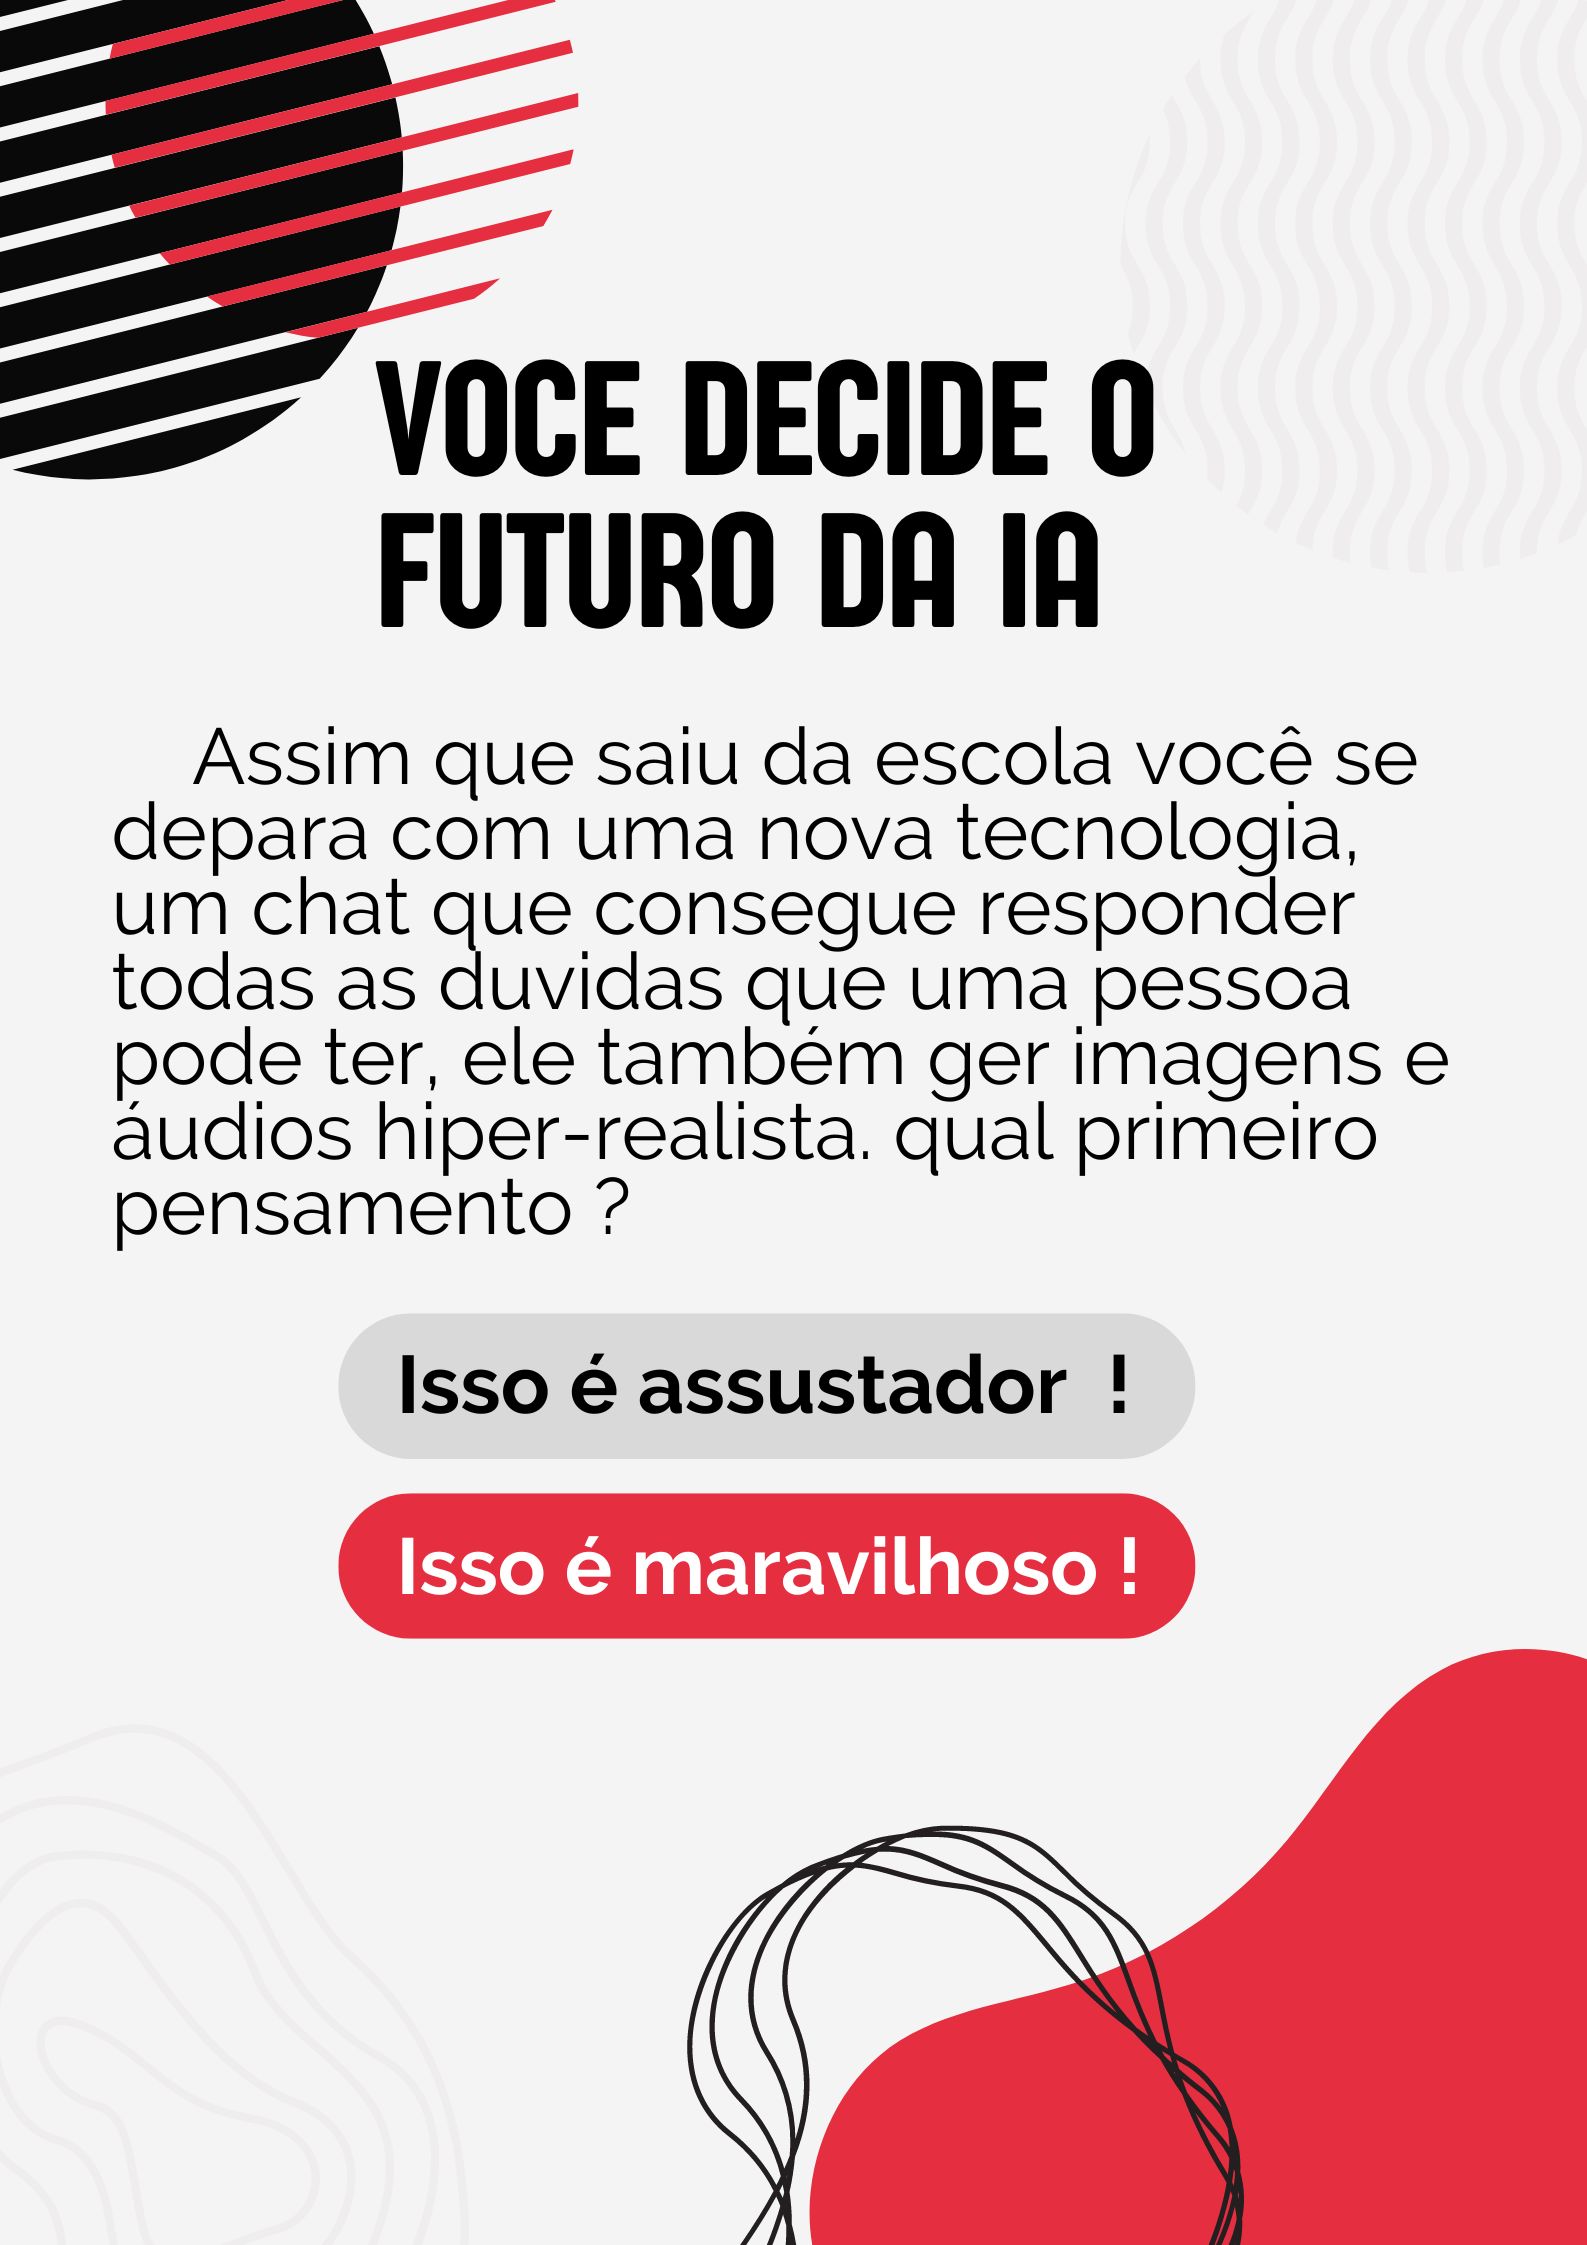 VOCE DECIDE O
FUTURO DA IA
Assim que saiu da escola você se
depara com uma nova tecnologia,
um chat que consegue responder
todas as duvidas que uma pessoa
pode ter, ele também ger imagens e
áudios hiper-realista. qual primeiro
pensamento ?
Isso é assustador !
Isso é maravilhoso !